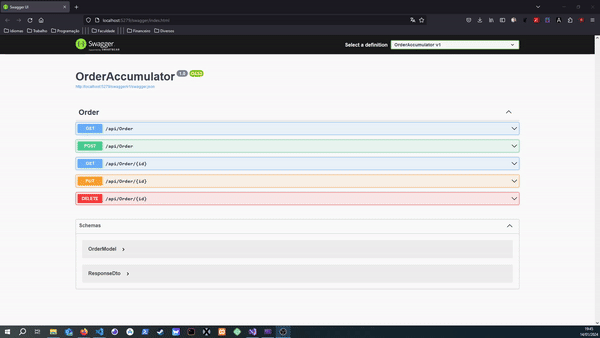 Swagger UI
localhost:5279/swagger/index.html
Idiomas Trabalho Programação Faculdade Financeiro Diversos
Swagger
Select a definition OrderAccumulator v1
OrderAccumulator 1.0 OAS3
http://localhost:5279/swagger/v1/swagger.json
Order
GET /api/Order
POST /api/Order
GET /api/Order/{id}
PUT /api/Order/{id}
DELETE /api/Order/{id}
Schemas
OrderModel
ResponseDto
19:45
16/01/2024